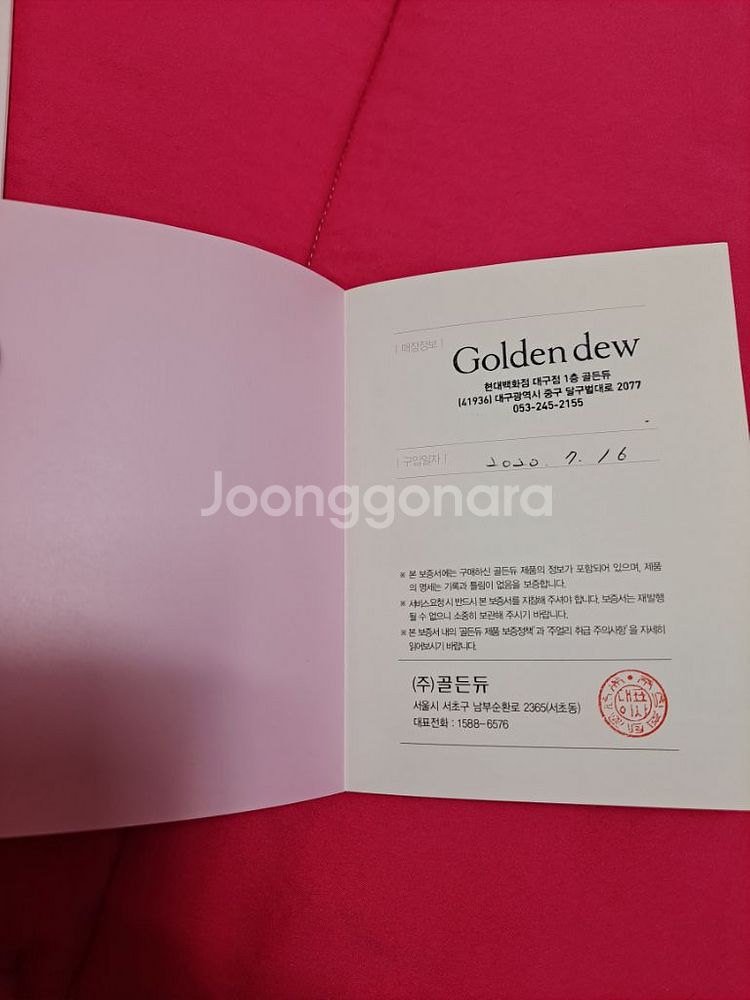 | 매장정보 |
Golden dew
현대백화점 대구점 1층 골든듀
(41936) 대구광역시 중구 달구벌대로 2077
053-245-2155
| 구입일자 |
2020. 7. 16
Joonggonara
※ 본 보증서에는 구매하신 골든듀 제품의 정보가 포함되어 있으며, 제품
의 명세는 기록과 틀림이 없음을 보증합니다.
※ 서비스요청 시 반드시 본 보증서를 지참해 주셔야 합니다. 보증서는 재발행
될 수 없으니 소중히 보관해 주시기 바랍니다.
※ 본 보증서 내의 '골든듀 제품 보증정책'과 '주얼리 취급 주의사항'을 자세히
읽어보시기 바랍니다.
(주)골든듀
서울시 서초구 남부순환로 2365(서초동)
대표전화 : 1588-6576
대표
이사